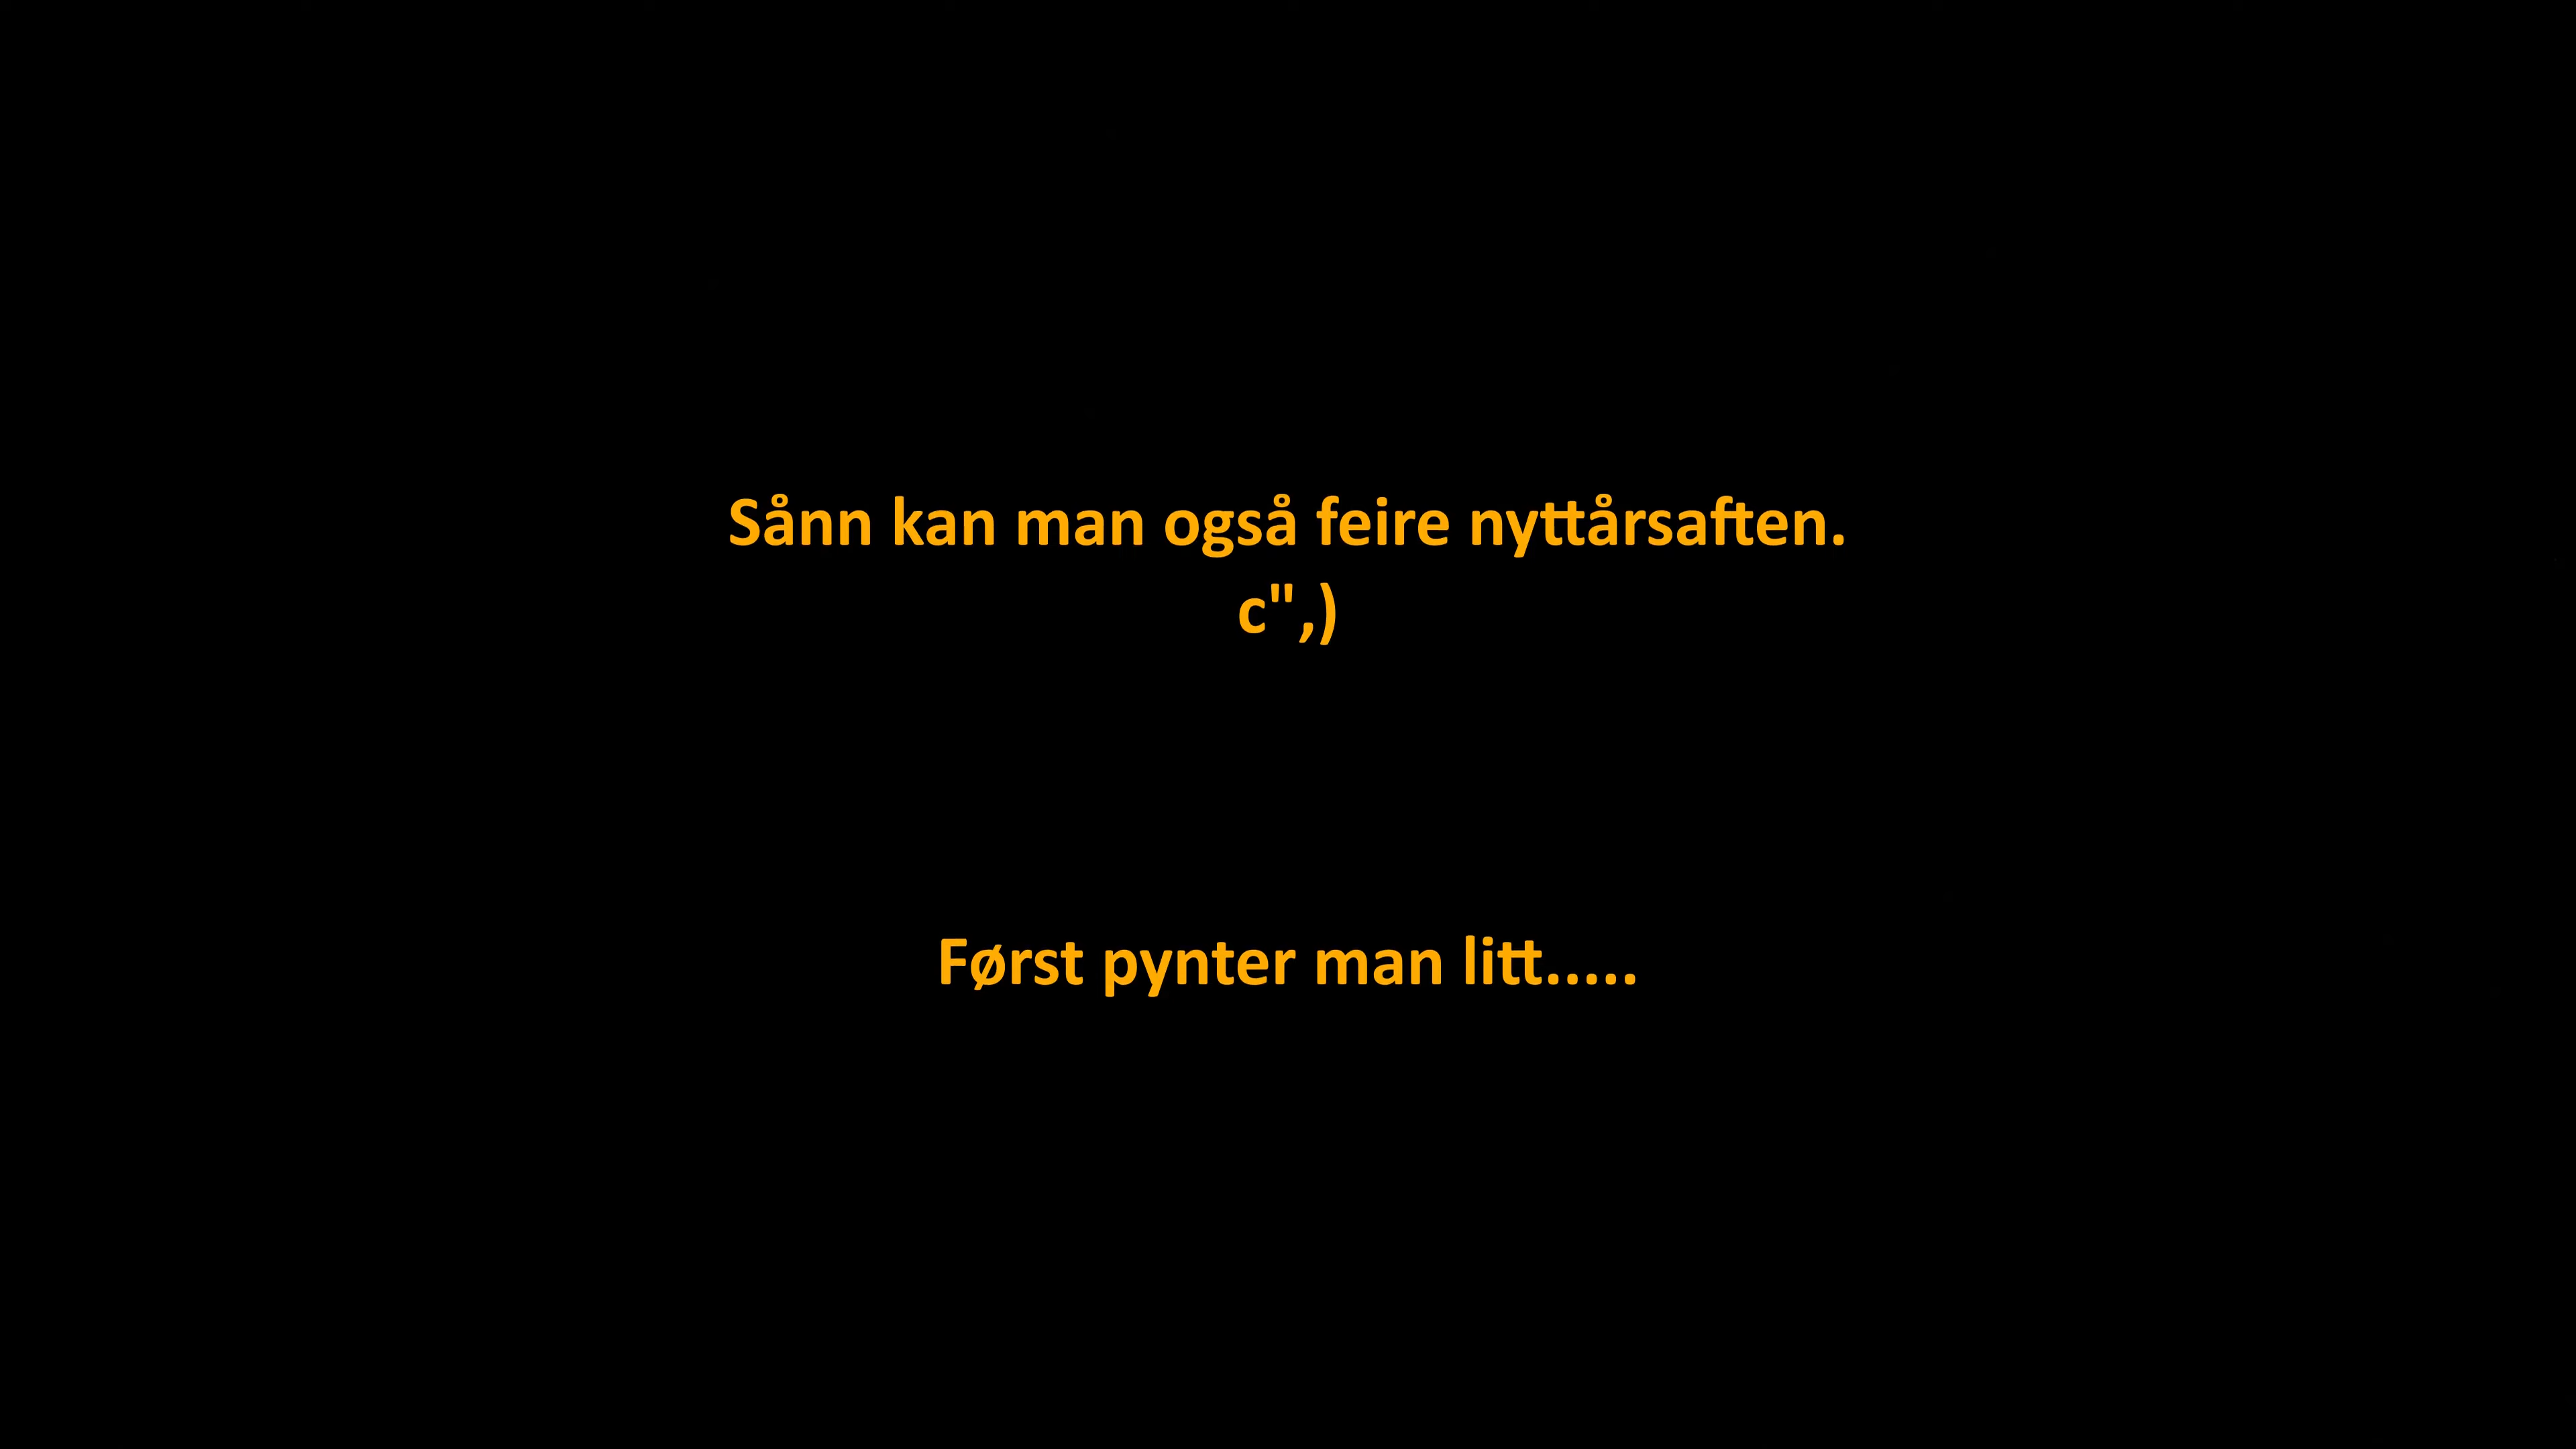 Sånn kan man også feire nyttårsaften.
c",)
Først pynter man litt.....